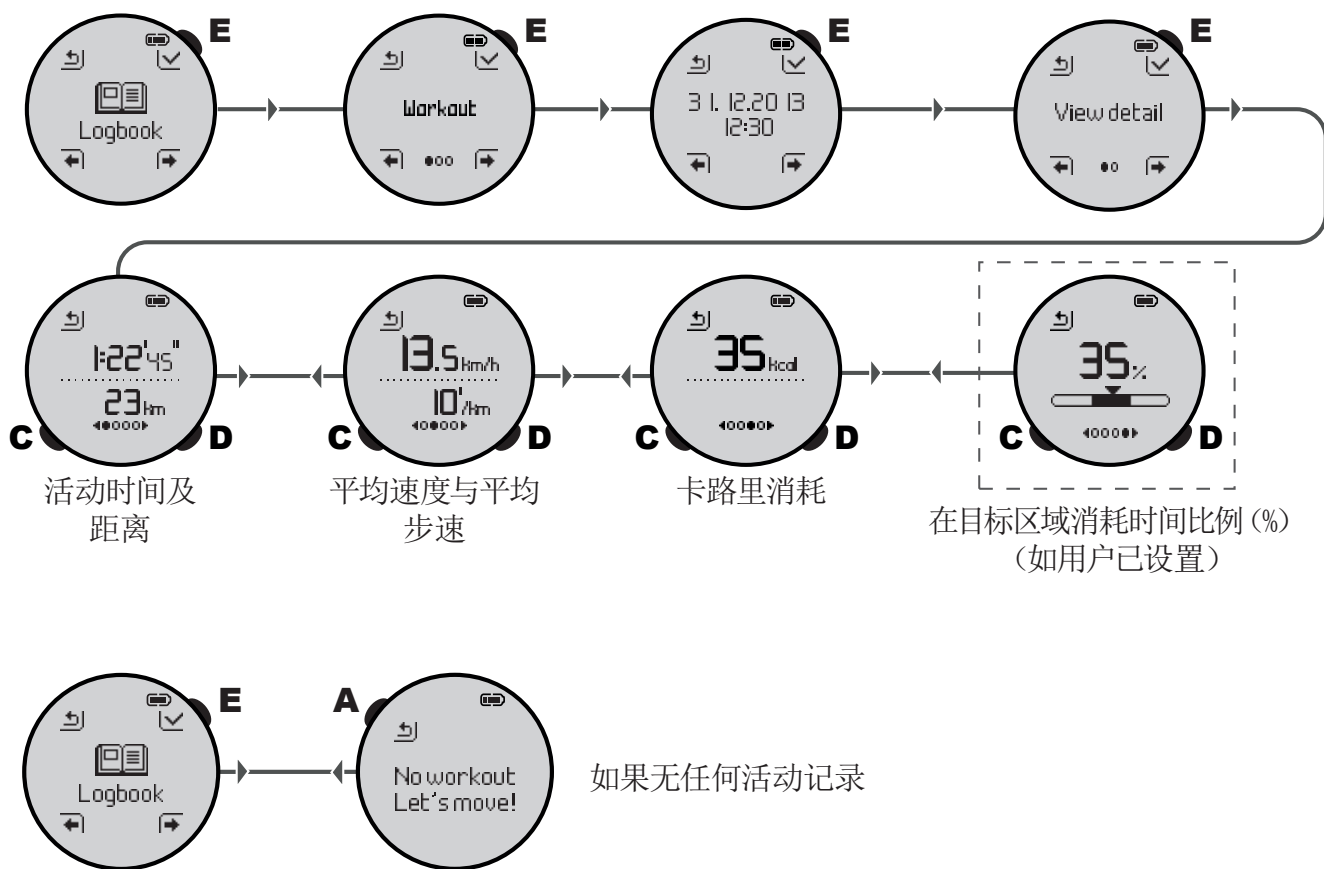 E
Logbook
E
Workout
E
31.12.2013
12:30
E
View detail
1:22'45"
23km
C
D
活动时间及
距离
13.5km/h
10'/km
C
D
平均速度与平均
步速
35kcal
C
D
卡路里消耗
35%
C
D
在目标区域消耗时间比例(%)
（如用户已设置）
E
Logbook
A
No workout
Let's move!
如果无任何活动记录